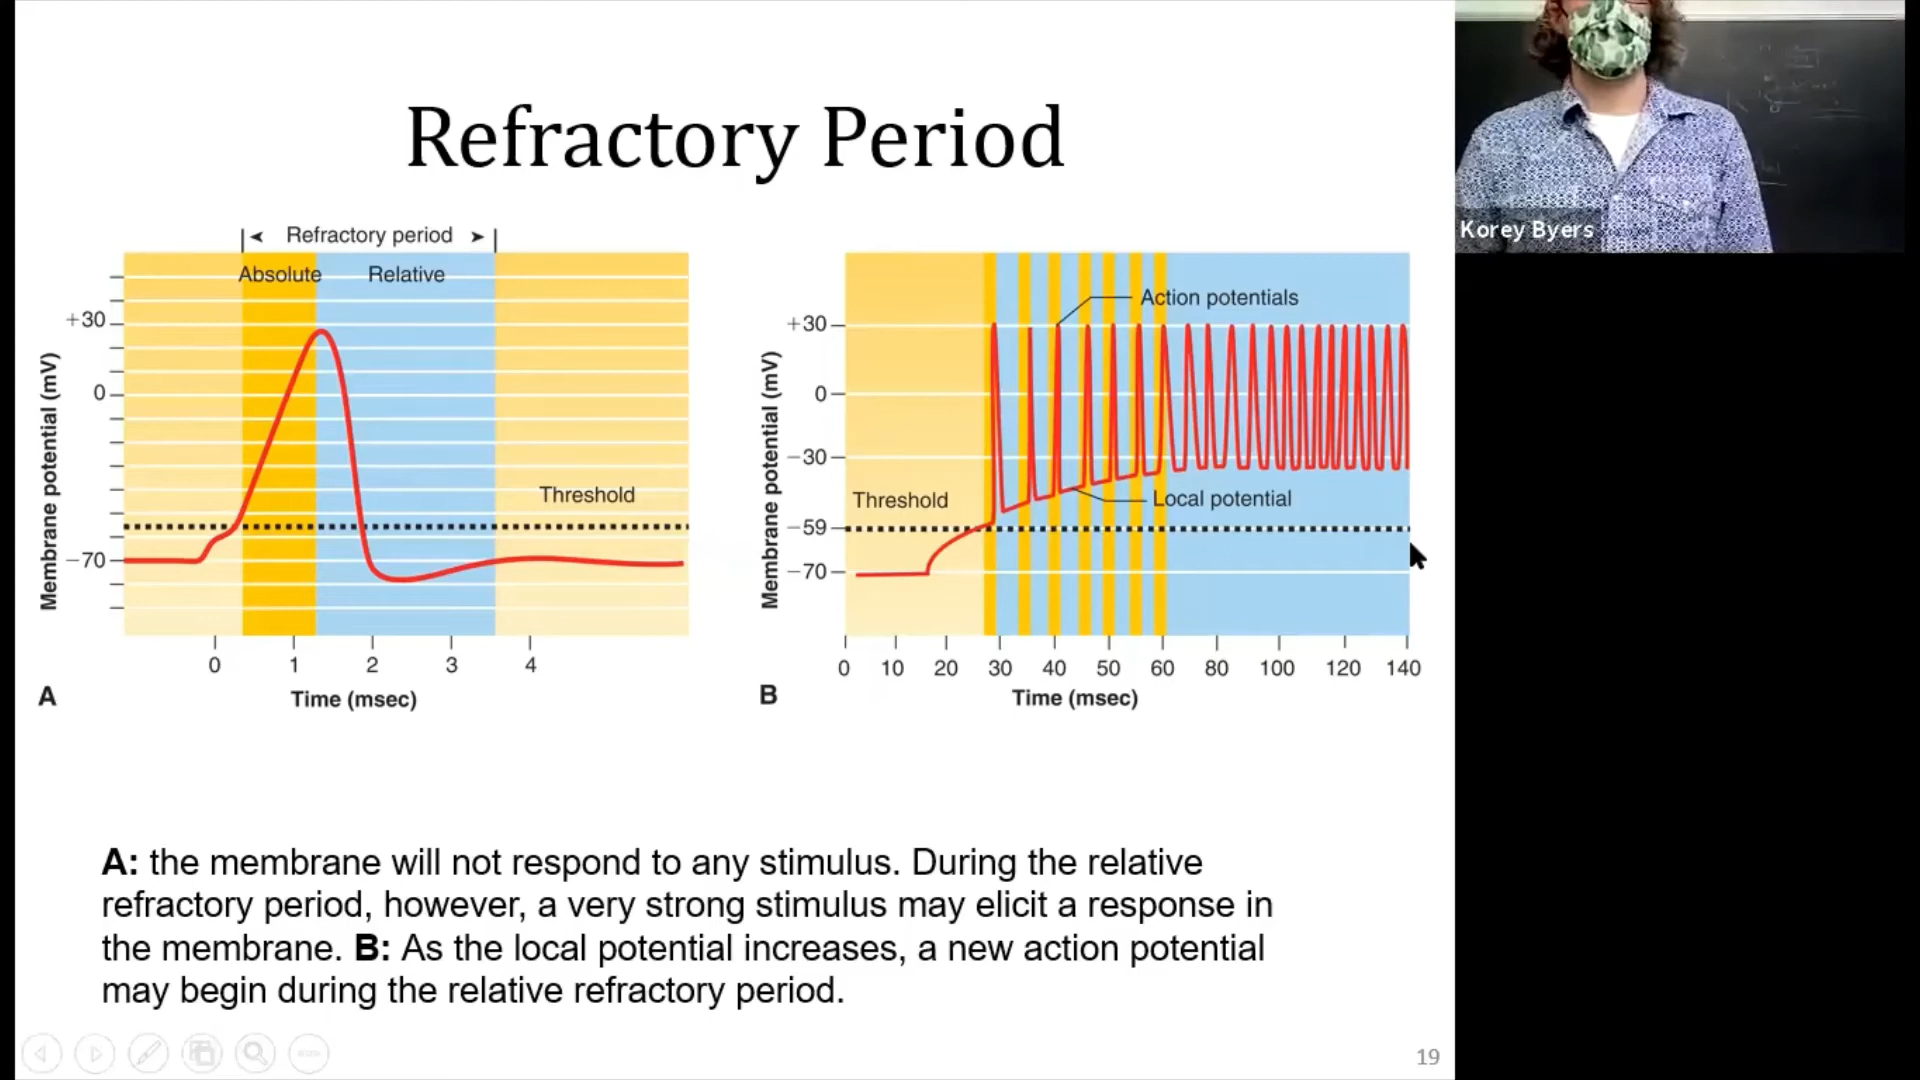 Refractory Period
Refractory period
Absolute Relative
+30
0
−70
Threshold
Membrane potential (mV)
0 1 2 3 4
Time (msec)
A
+30
0
−30
−59
−70
Action potentials
Local potential
Threshold
Membrane potential (mV)
0 10 20 30 40 50 60 80 100 120 140
Time (msec)
B
A: the membrane will not respond to any stimulus. During the relative
refractory period, however, a very strong stimulus may elicit a response in
the membrane. B: As the local potential increases, a new action potential
may begin during the relative refractory period.
19
Korey Byers